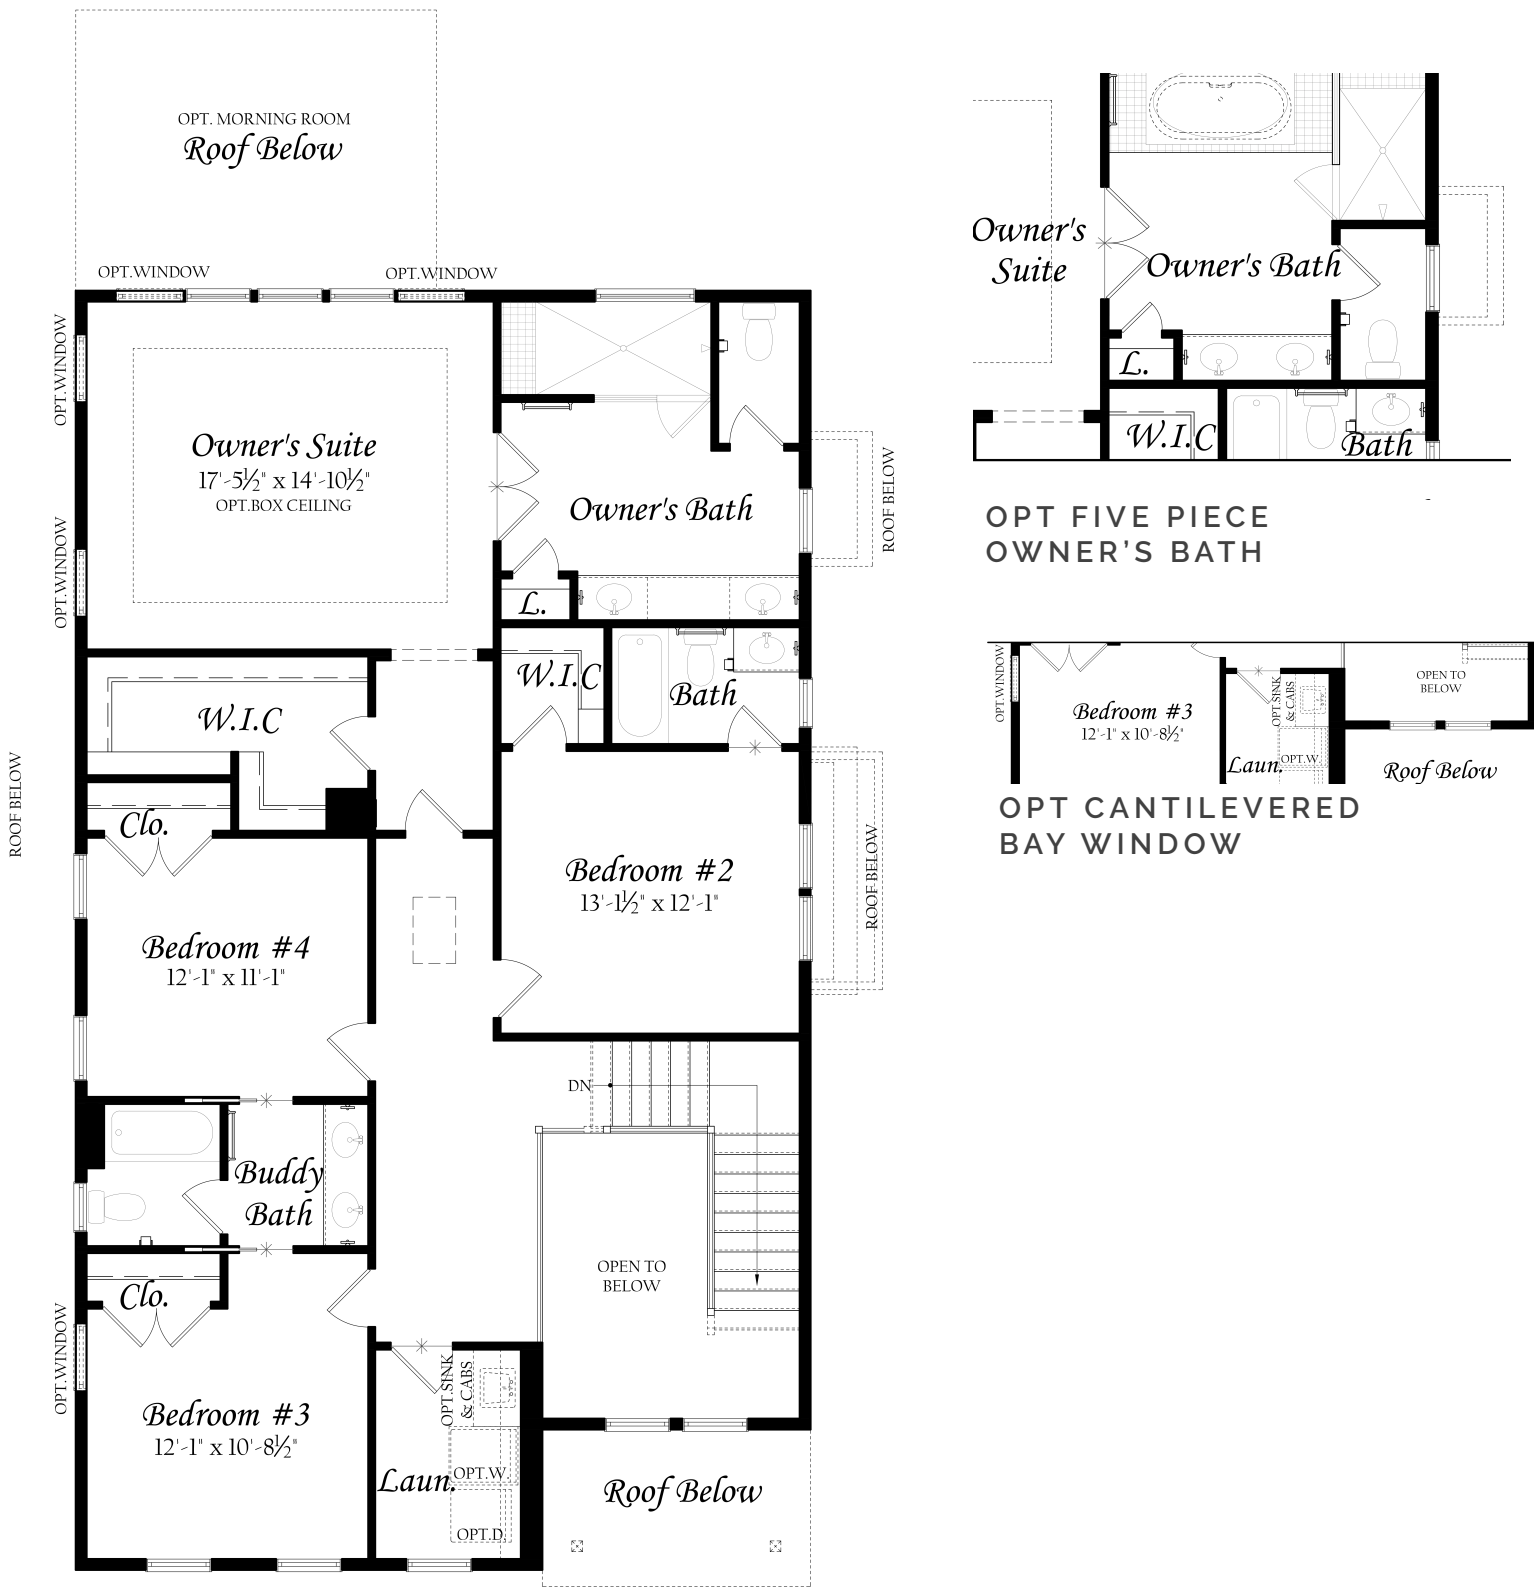 OPT. MORNING ROOM
Roof Below
OPT.WINDOW
OPT.WINDOW
OPT.WINDOW
OPT.WINDOW
Owner's Suite
17'-5½" x 14'-10½"
OPT.BOX CEILING
Owner's Bath
ROOF BELOW
L.
W.I.C
Bath
W.I.C
ROOF BELOW
Clo.
Bedroom #2
13'-1½" x 12'-1"
ROOF BELOW
Bedroom #4
12'-1" x 11'-1"
DN
Buddy
Bath
OPEN TO
BELOW
Clo.
OPT.WINDOW
OPT.SINK
& CABS
Bedroom #3
12'-1" x 10'-8½"
Laun.
OPT.W.
OPT.D.
Roof Below
Owner's
Suite
Owner's Bath
L.
W.I.C
Bath
OPT FIVE PIECE
OWNER’S BATH
OPT.WINDOW
Bedroom #3
12'-1" x 10'-8½"
OPT.SINK
& CABS
OPT.W.
Laun.
OPEN TO
BELOW
Roof Below
OPT CANTILEVERED
BAY WINDOW